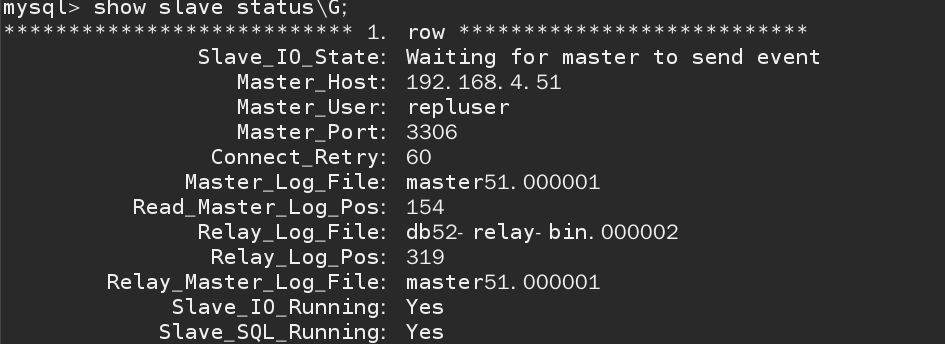 mysql> show slave status\G;
*************************** 1. row ***************************
Slave_IO_State: Waiting for master to send event
Master_Host: 192.168.4.51
Master_User: repluser
Master_Port: 3306
Connect_Retry: 60
Master_Log_File: master51.000001
Read_Master_Log_Pos: 154
Relay_Log_File: db52-relay-bin.000002
Relay_Log_Pos: 319
Relay_Master_Log_File: master51.000001
Slave_IO_Running: Yes
Slave_SQL_Running: Yes